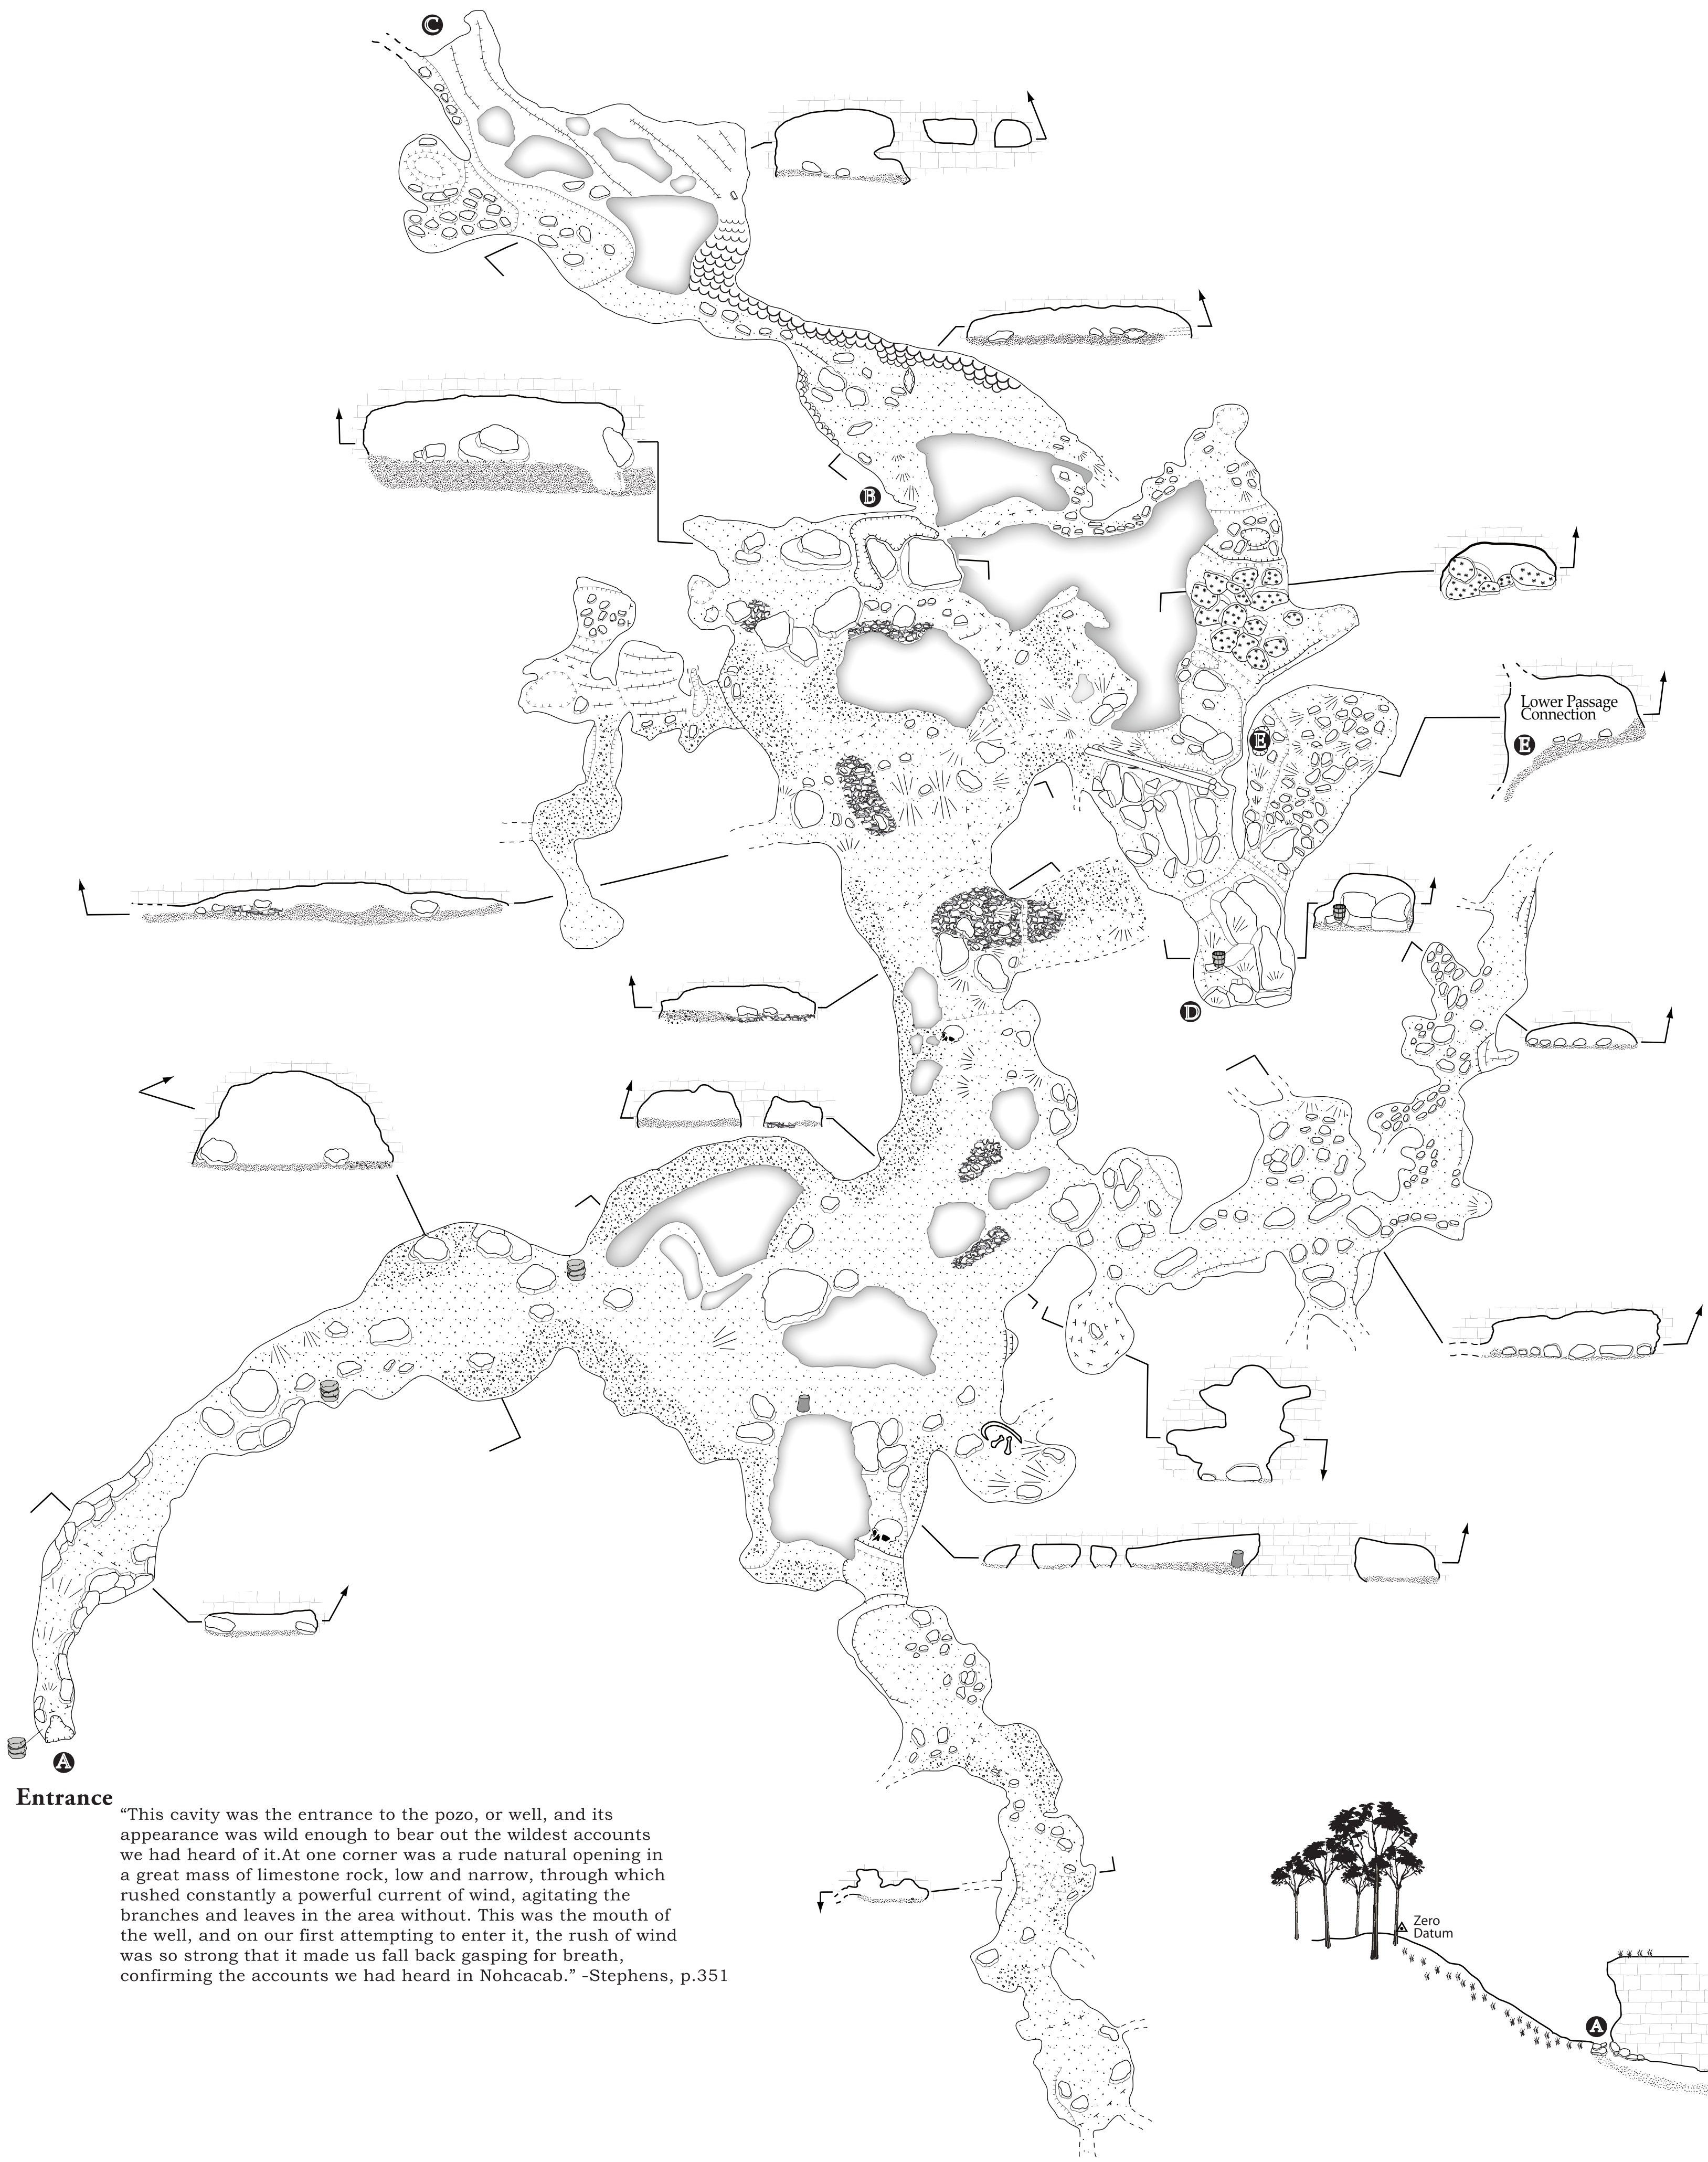 C
B
Lower Passage
Connection
E
E
D
A
Entrance
“This cavity was the entrance to the pozo, or well, and its
appearance was wild enough to bear out the wildest accounts
we had heard of it.At one corner was a rude natural opening in
a great mass of limestone rock, low and narrow, through which
rushed constantly a powerful current of wind, agitating the
branches and leaves in the area without. This was the mouth of
the well, and on our first attempting to enter it, the rush of wind
was so strong that it made us fall back gasping for breath,
confirming the accounts we had heard in Nohcacab.” -Stephens, p.351
Zero
Datum
A